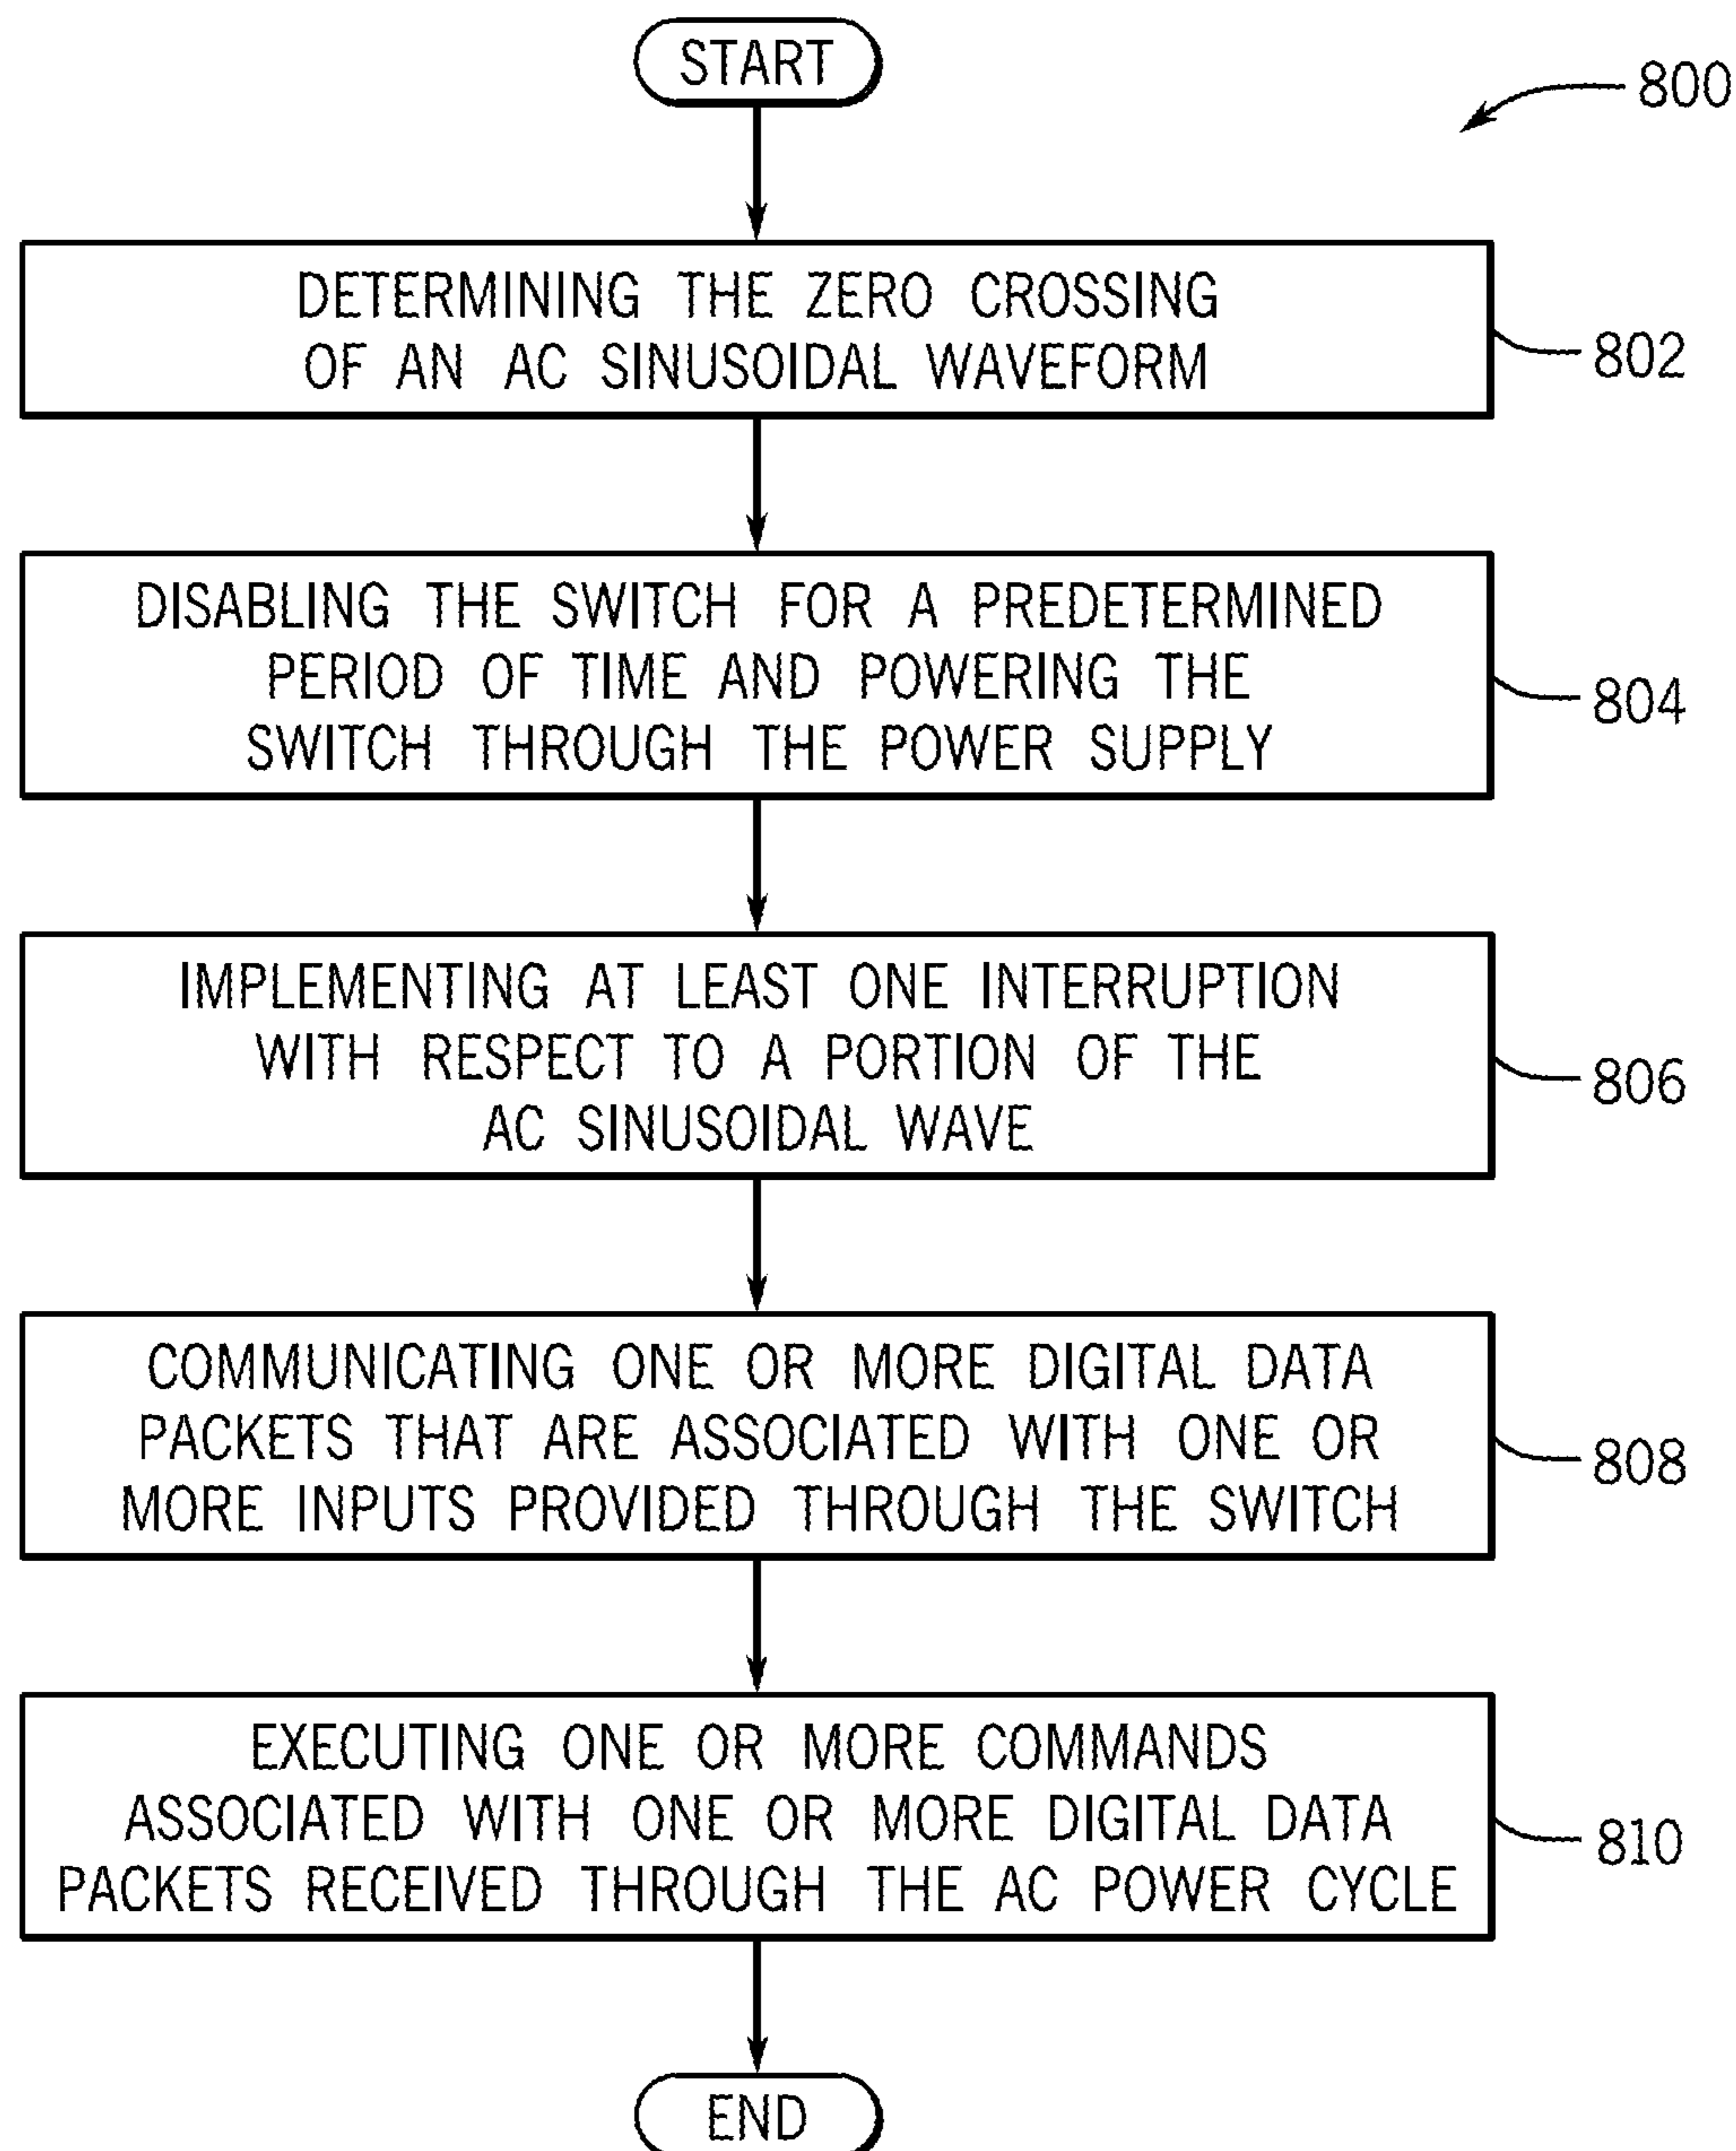 START
800
DETERMINING THE ZERO CROSSING
OF AN AC SINUSOIDAL WAVEFORM
802
DISABLING THE SWITCH FOR A PREDETERMINED
PERIOD OF TIME AND POWERING THE
SWITCH THROUGH THE POWER SUPPLY
804
IMPLEMENTING AT LEAST ONE INTERRUPTION
WITH RESPECT TO A PORTION OF THE
AC SINUSOIDAL WAVE
806
COMMUNICATING ONE OR MORE DIGITAL DATA
PACKETS THAT ARE ASSOCIATED WITH ONE OR
MORE INPUTS PROVIDED THROUGH THE SWITCH
808
EXECUTING ONE OR MORE COMMANDS
ASSOCIATED WITH ONE OR MORE DIGITAL DATA
PACKETS RECEIVED THROUGH THE AC POWER CYCLE
810
END